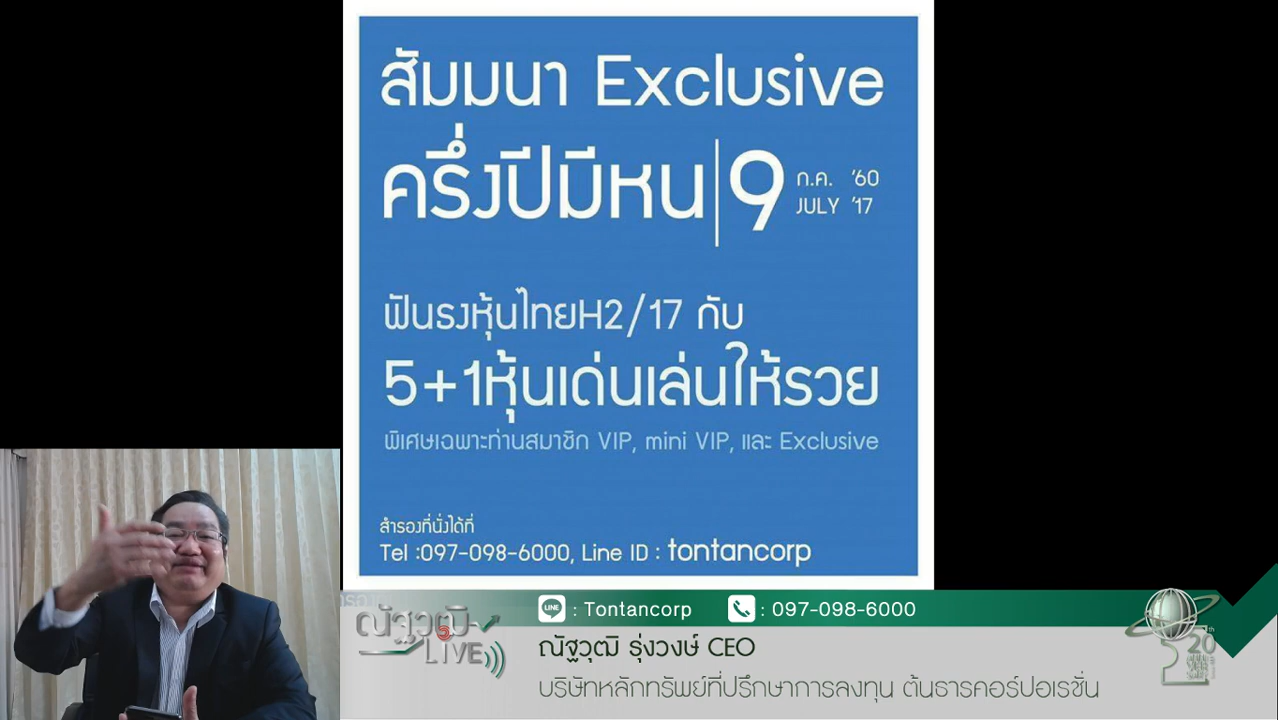 สัมมนา Exclusive
ครึ่งปีมีหน 9 ก.ค. '60
JULY '17
ฟันธงหุ้นไทยH2/17 กับ
5+1หุ้นเด่นเล่นให้รวย
พิเศษเฉพาะท่านสมาชิก VIP, mini VIP, และ Exclusive
สำรองที่นั่งได้ที่
Tel :097-098-6000, Line ID : tontancorp
LINE : Tontancorp : 097-098-6000
ณัฐวุฒิ LIVE
ณัฐวุฒิ รุ่งวงษ์ CEO
บริษัทหลักทรัพย์ที่ปรึกษาการลงทุน ต้นธารคอร์ปอเรชั่น
20th